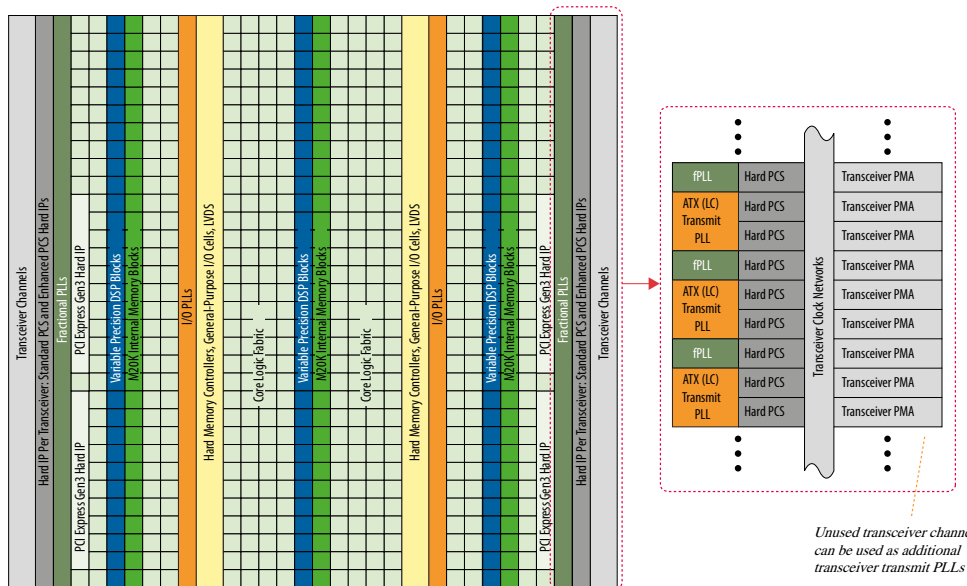 Transceiver Channels
Hard IP Per Transceiver: Standard PCS and Enhanced PCS Hard IPs
Fractional PLLs
PCI Express Gen3 Hard IP
PCI Express Gen3 Hard IP
Variable Precision DSP Blocks
M20K Internal Memory Blocks
I/O PLLs
Hard Memory Controllers, General-Purpose I/O Cells, LVDS
Core Logic Fabric
Variable Precision DSP Blocks
M20K Internal Memory Blocks
Core Logic Fabric
Hard Memory Controllers, General-Purpose I/O Cells, LVDS
I/O PLLs
Variable Precision DSP Blocks
M20K Internal Memory Blocks
PCI Express Gen3 Hard IP
PCI Express Gen3 Hard IP
Fractional PLLs
Hard IP Per Transceiver: Standard PCS and Enhanced PCS Hard IPs
Transceiver Channels
fPLL
Hard PCS
Transceiver PMA
ATX (LC)
Transmit
PLL
Hard PCS
Transceiver PMA
Hard PCS
Transceiver PMA
fPLL
Hard PCS
Transceiver PMA
ATX (LC)
Transmit
PLL
Hard PCS
Transceiver PMA
Hard PCS
Transceiver PMA
fPLL
Hard PCS
Transceiver PMA
ATX (LC)
Transmit
PLL
Hard PCS
Transceiver PMA
Hard PCS
Transceiver PMA
Transceiver Clock Networks
Unused transceiver channe
can be used as additional
transceiver transmit PLLs